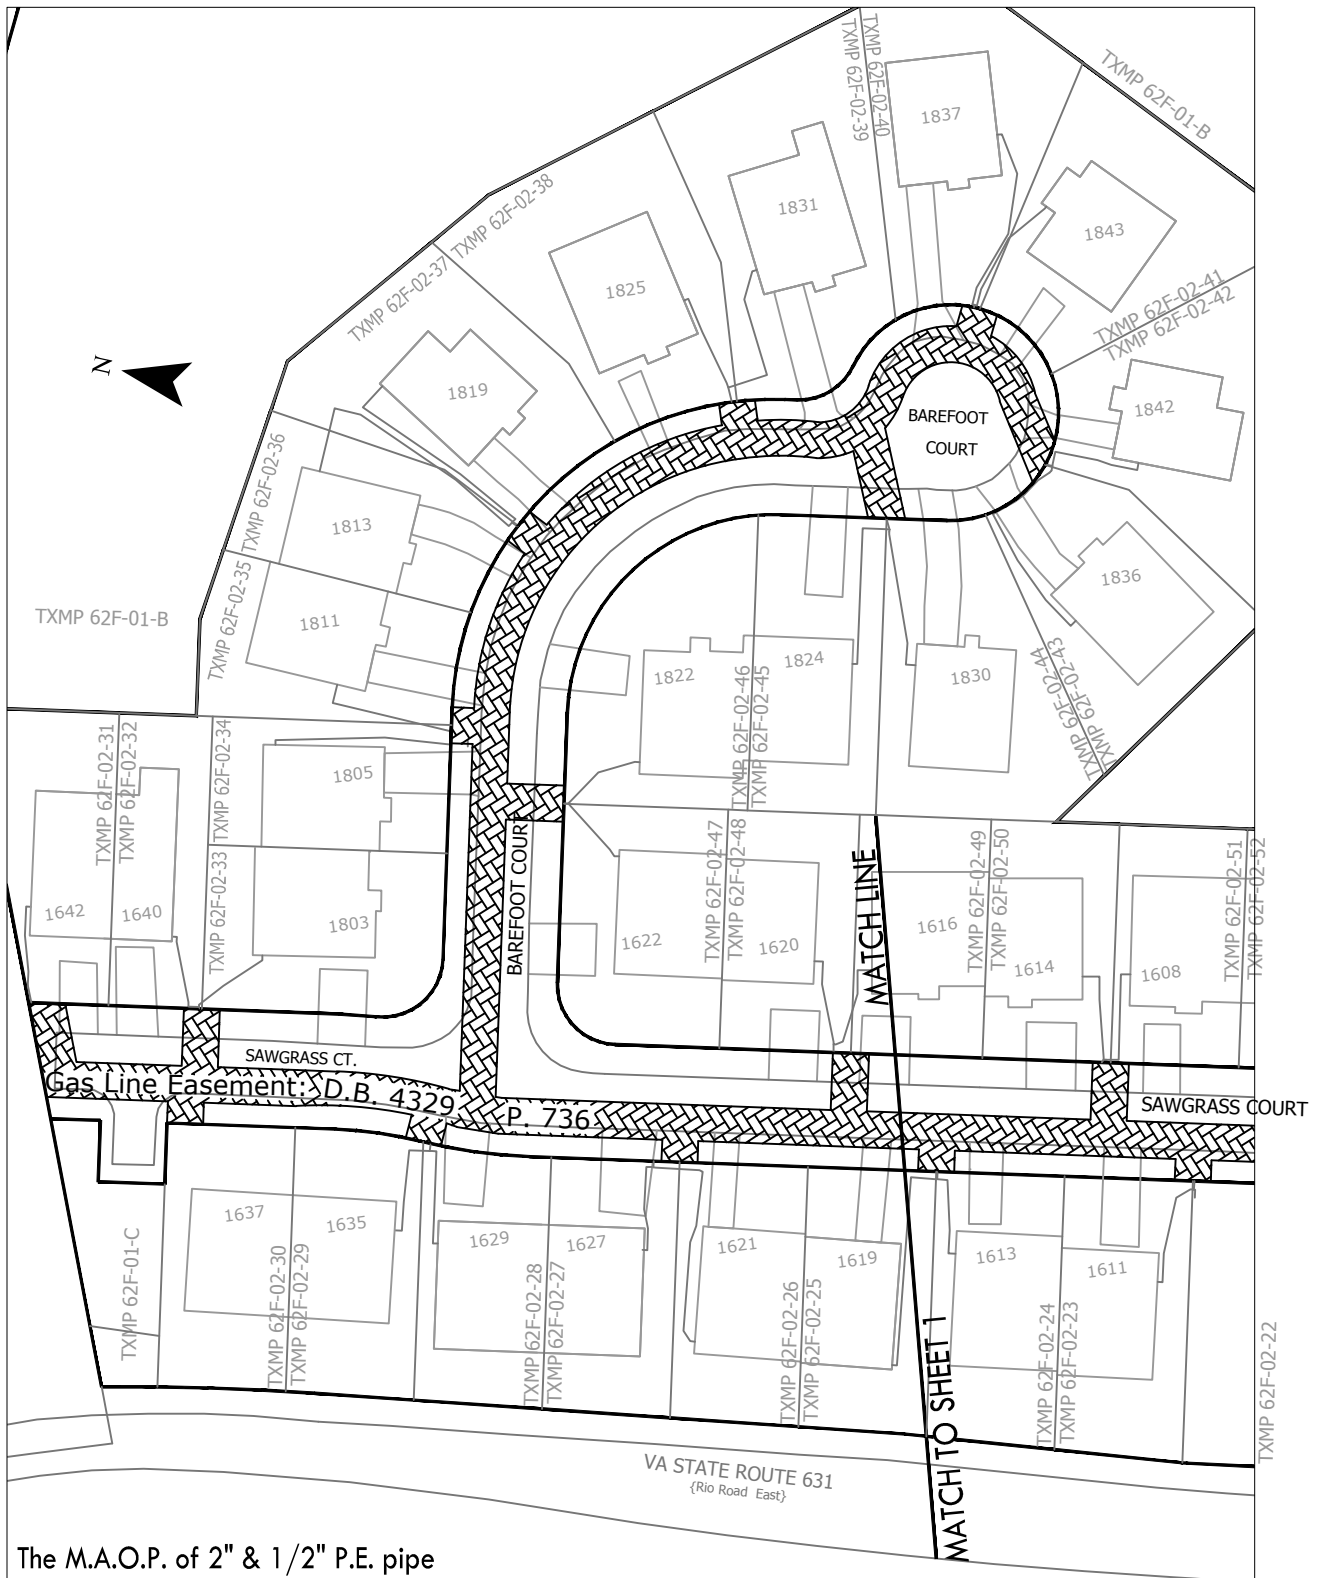 TXMP 62F-02-39
TXMP 62F-02-40
TXMP 62F-01-B
1837
1831
1843
TXMP 62F-02-38
TXMP 62F-02-37
1825
TXMP 62F-02-41
TXMP 62F-02-42
N
1819
1842
BAREFOOT
COURT
TXMP 62F-02-36
1813
TXMP 62F-02-35
1811
TXMP 62F-01-B
1836
1822
1824
1830
TXMP 62F-02-46
TXMP 62F-02-45
TXMP 62F-02-44
TXMP 62F-02-43
TXMP 62F-02-31
TXMP 62F-02-32
TXMP 62F-02-34
1805
TXMP 62F-02-33
1642
1640
1803
BAREFOOT COUR
1622
TXMP 62F-02-47
TXMP 62F-02-48
1620
MATCH LINE
1616
TXMP 62F-02-49
TXMP 62F-02-50
1614
1608
TXMP 62F-02-51
TXMP 62F-02-52
SAWGRASS CT.
Gas Line Easement: D.B. 4329
P. 736
SAWGRASS COURT
TXMP 62F-01-C
1637
1635
TXMP 62F-02-30
TXMP 62F-02-29
1629
1627
TXMP 62F-02-28
TXMP 62F-02-27
1621
1619
TXMP 62F-02-26
TXMP 62F-02-25
1613
1611
TXMP 62F-02-24
TXMP 62F-02-23
TXMP 62F-02-22
MATCH TO SHEET 1
VA STATE ROUTE 631
{Rio Road East}
The M.A.O.P. of 2" & 1/2" P.E. pipe